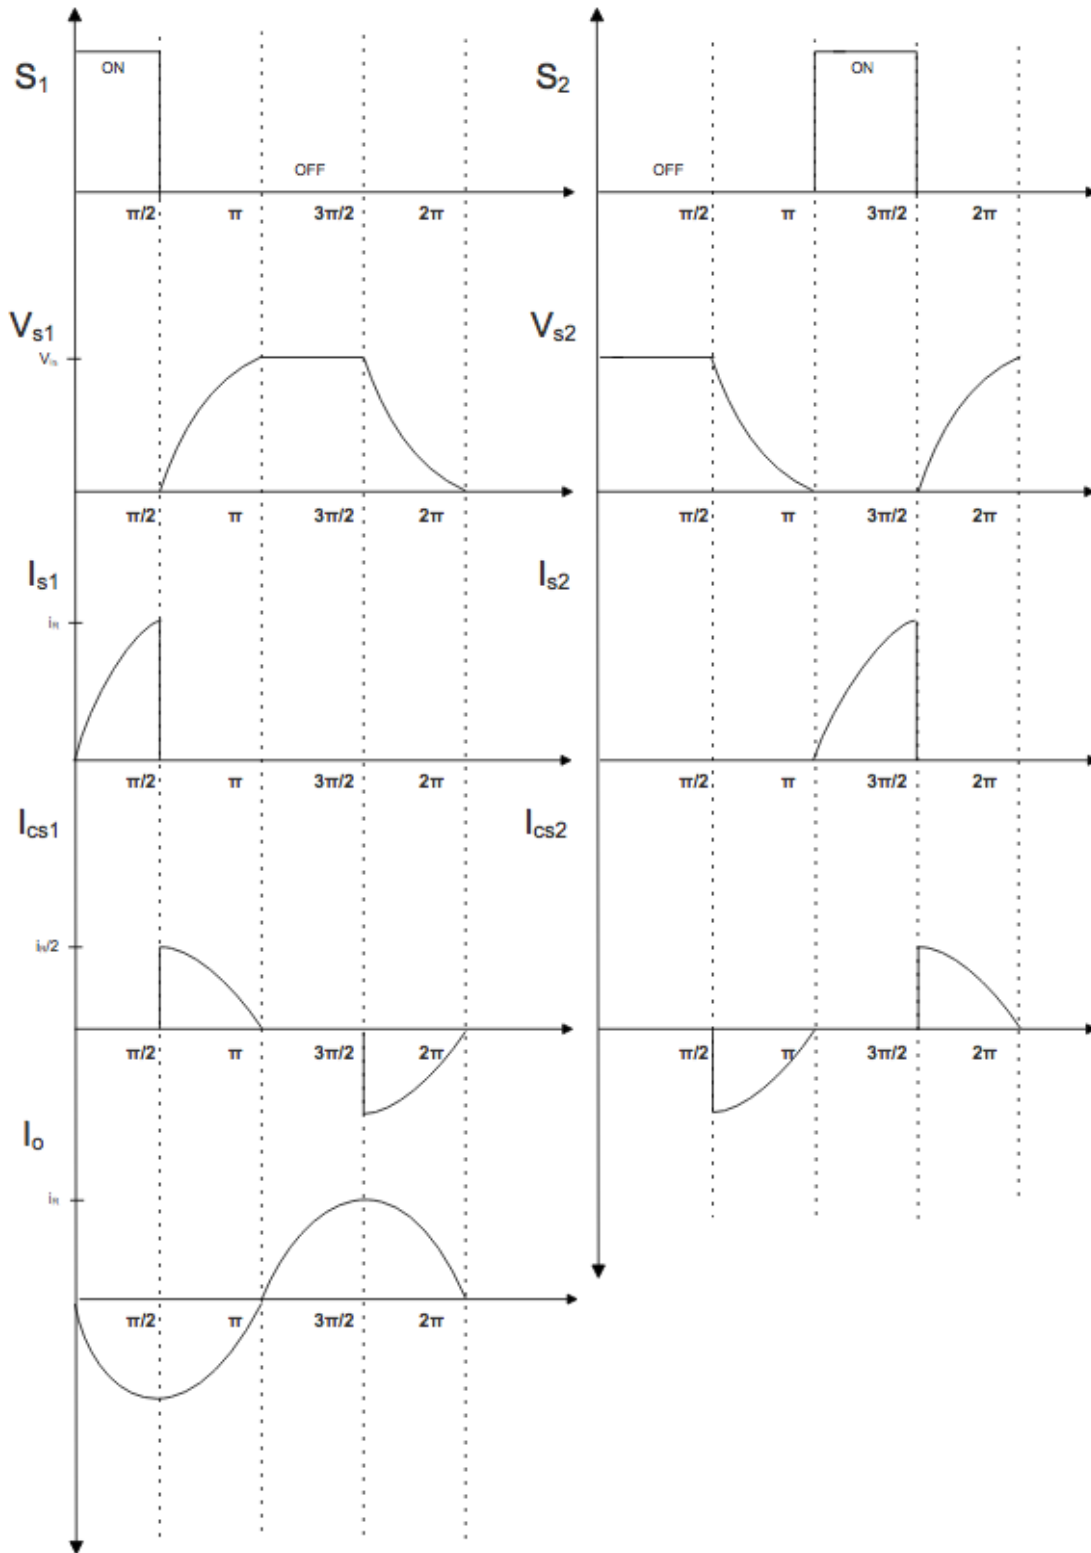 S1
ON
OFF
π/2 π 3π/2 2π
S2
OFF
ON
π/2 π 3π/2 2π
Vs1
π/2 π 3π/2 2π
Vs2
π/2 π 3π/2 2π
Is1
π/2 π 3π/2 2π
Is2
π/2 π 3π/2 2π
Ics1
π/2 π 3π/2 2π
Ics2
π/2 π 3π/2 2π
Io
π/2 π 3π/2 2π